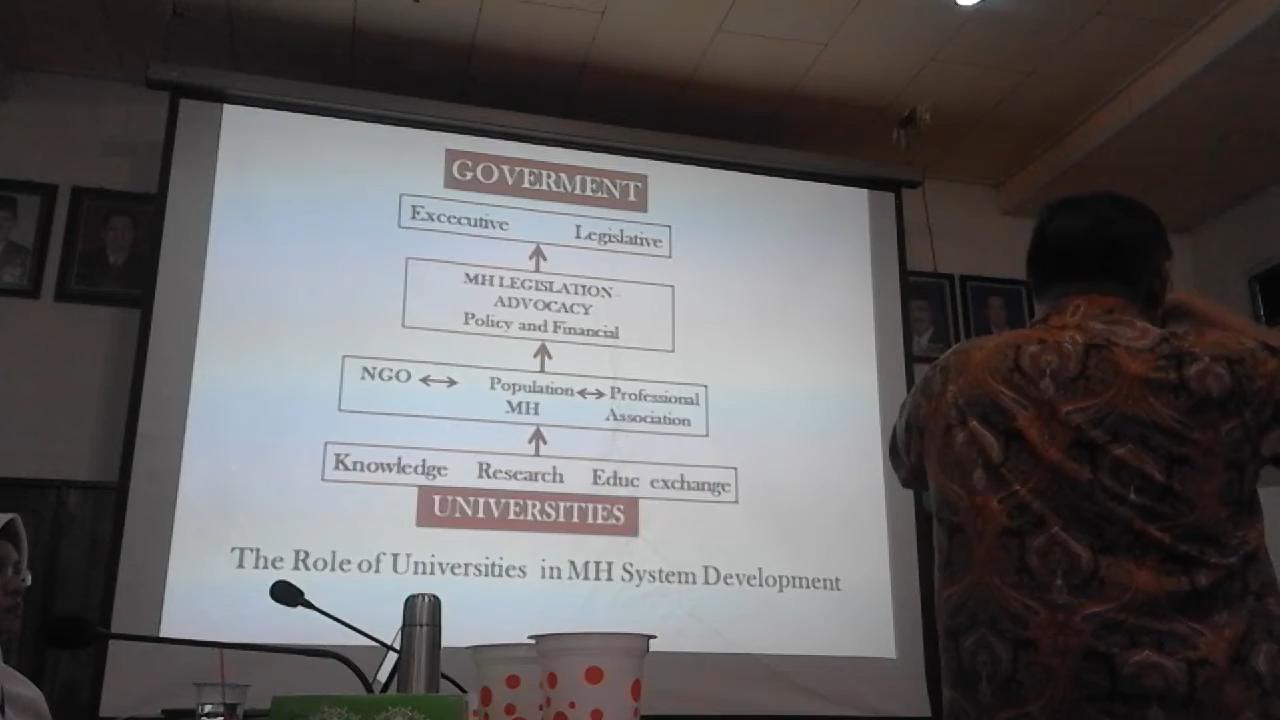 GOVERMENT
Excecutive Legislative
MH LEGISLATION
ADVOCACY
Policy and Financial
NGO ↔ Population ↔ Professional
MH Association
Knowledge Research Educ exchange
UNIVERSITIES
The Role of Universities in MH System Development